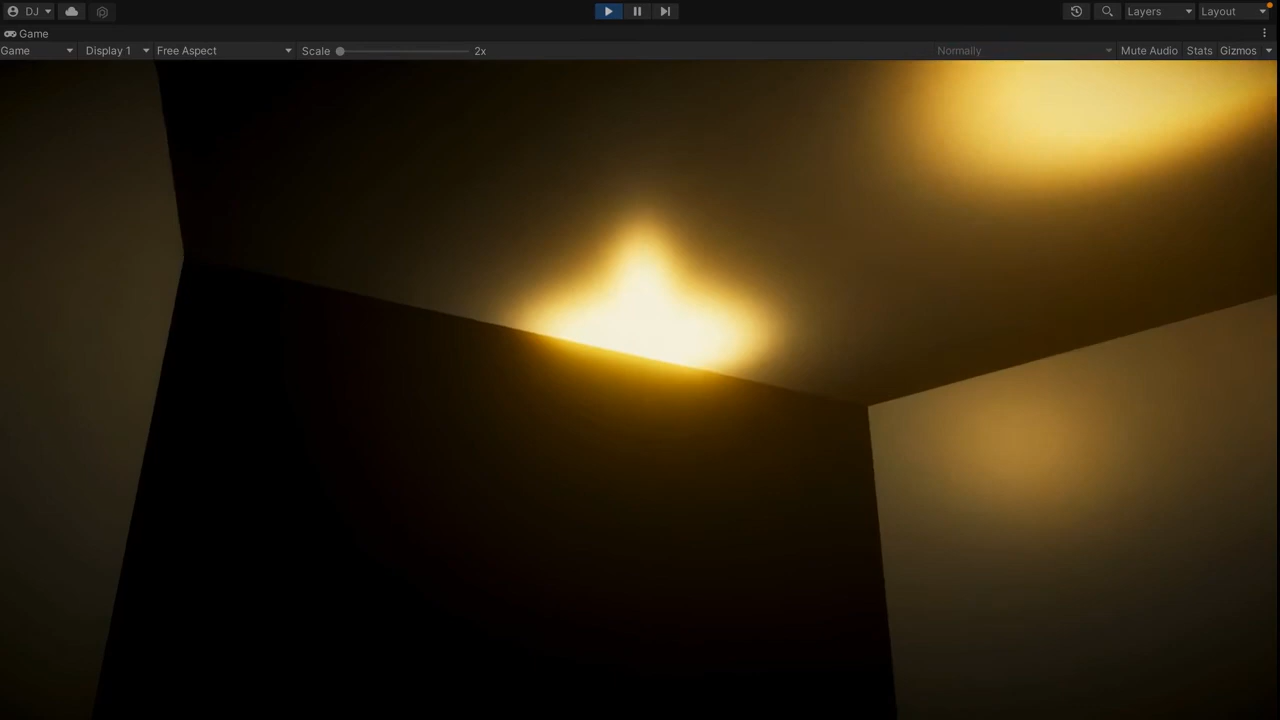 DJ Layers Layout
Game
Game Display 1 Free Aspect Scale 2x Normally Mute Audio Stats Gizmos